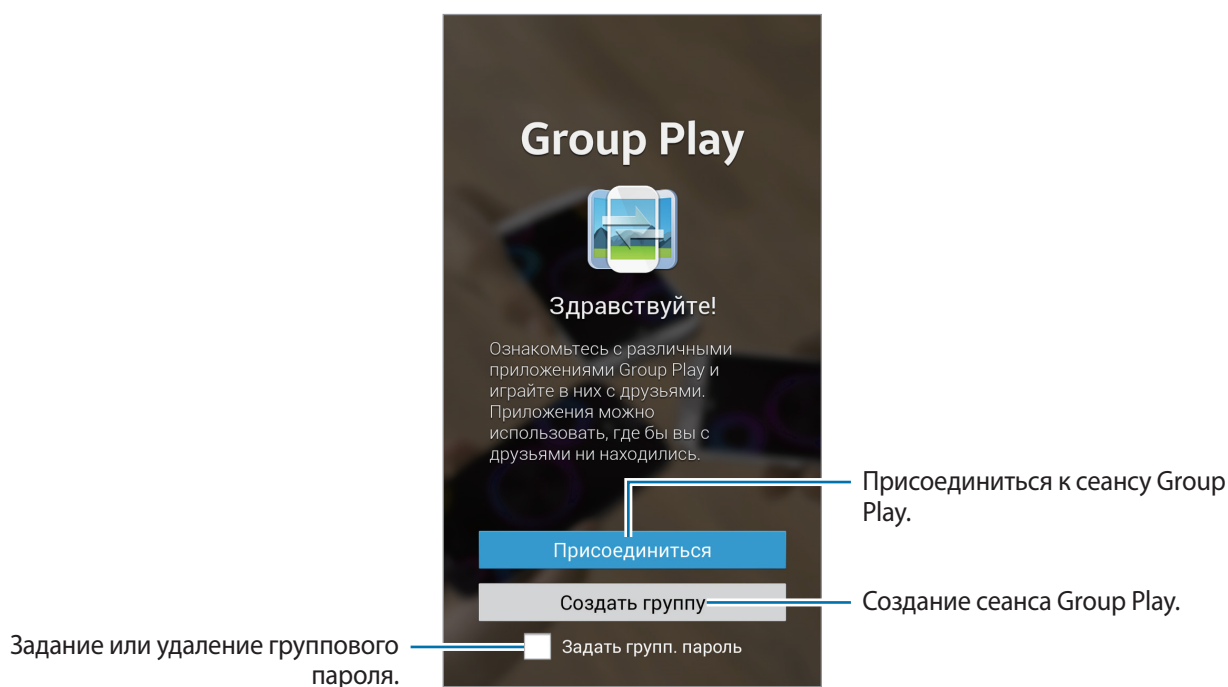 Group Play
Здравствуйте!
Ознакомьтесь с различными
приложениями Group Play и
играйте в них с друзьями.
Приложения можно
использовать, где бы вы с
друзьями ни находились.
Присоединиться к сеансу Group
Play.
Присоединиться
Создать группу
Создание сеанса Group Play.
Задание или удаление группового
пароля.
Задать групп. пароль